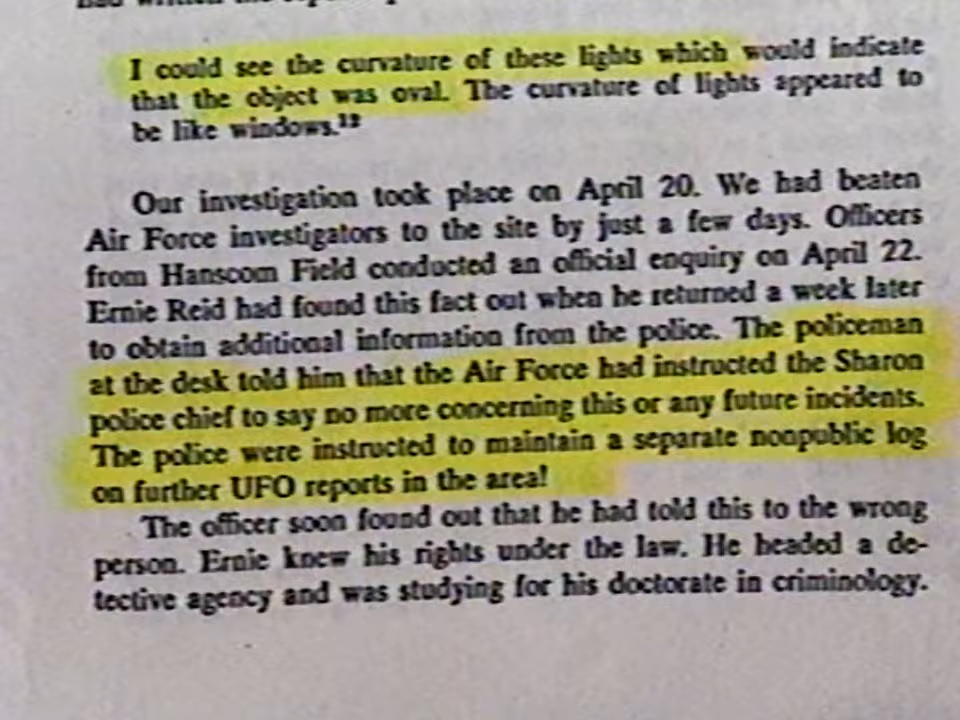 I could see the curvature of these lights which would indicate
that the object was oval. The curvature of lights appeared to
be like windows.¹³
Our investigation took place on April 20. We had beaten
Air Force investigators to the site by just a few days. Officers
from Hanscom Field conducted an official enquiry on April 22.
Ernie Reid had found this fact out when he returned a week later
to obtain additional information from the police. The policeman
at the desk told him that the Air Force had instructed the Sharon
police chief to say no more concerning this or any future incidents.
The police were instructed to maintain a separate nonpublic log
on further UFO reports in the area!
The officer soon found out that he had told this to the wrong
person. Ernie knew his rights under the law. He headed a de-
tective agency and was studying for his doctorate in criminology.